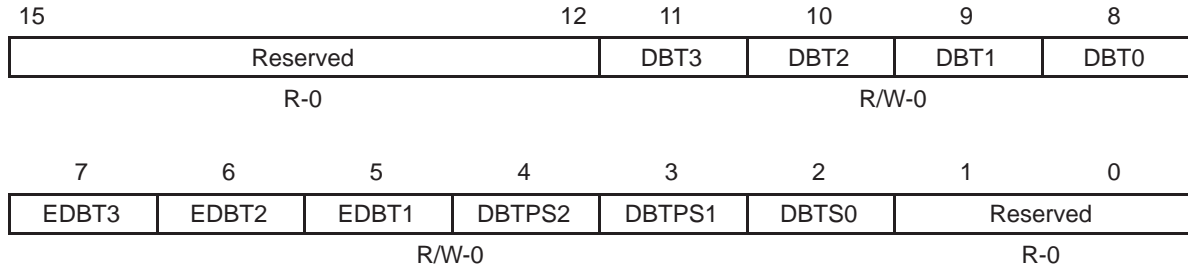 15 12 11 10 9 8
Reserved DBT3 DBT2 DBT1 DBT0
R-0 R/W-0
7 6 5 4 3 2 1 0
EDBT3 EDBT2 EDBT1 DBTPS2 DBTPS1 DBTS0 Reserved
R/W-0 R-0